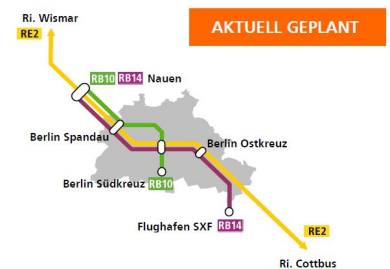 Ri. Wismar
RE2
AKTUELL GEPLANT
RB10 RB14 Nauen
Berlin Spandau
Berlin Ostkreuz
Berlin Südkreuz RB10
Flughafen SXF RB14
RE2
Ri. Cottbus